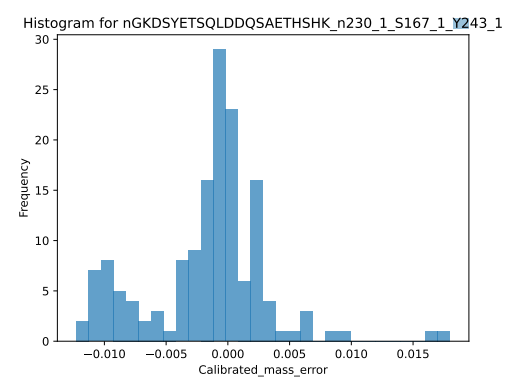 Histogram for nGKDSYETSQLDDQSAETHSHK_n230_1_S167_1_Y243_1
30
25
20
15
10
5
0
Frequency
−0.010 −0.005 0.000 0.005 0.010 0.015
Calibrated_mass_error